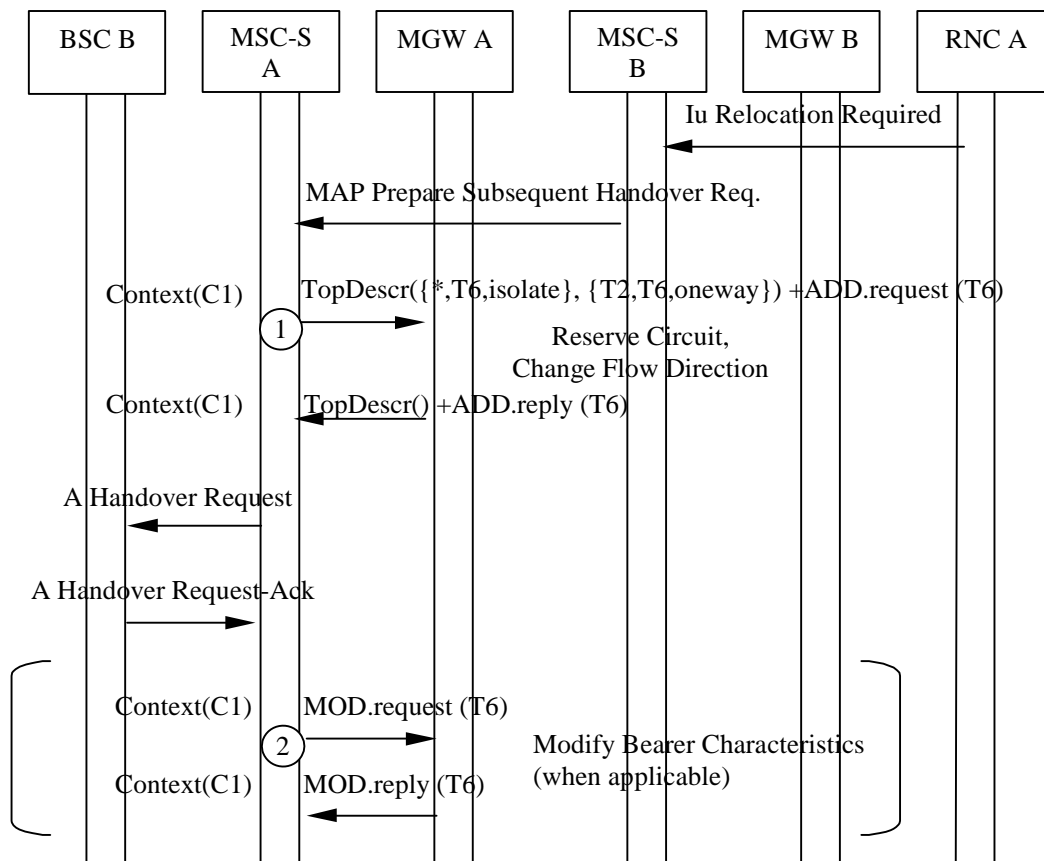 BSC B
MSC-S
A
MGW A
MSC-S
B
MGW B
RNC A
Iu Relocation Required
MAP Prepare Subsequent Handover Req.
Context(C1)
TopDescr({*,T6,isolate}, {T2,T6,oneway}) +ADD.request (T6)
1
Reserve Circuit,
Change Flow Direction
Context(C1)
TopDescr() +ADD.reply (T6)
A Handover Request
A Handover Request-Ack
Context(C1)
MOD.request (T6)
2
Modify Bearer Characteristics
(when applicable)
Context(C1)
MOD.reply (T6)